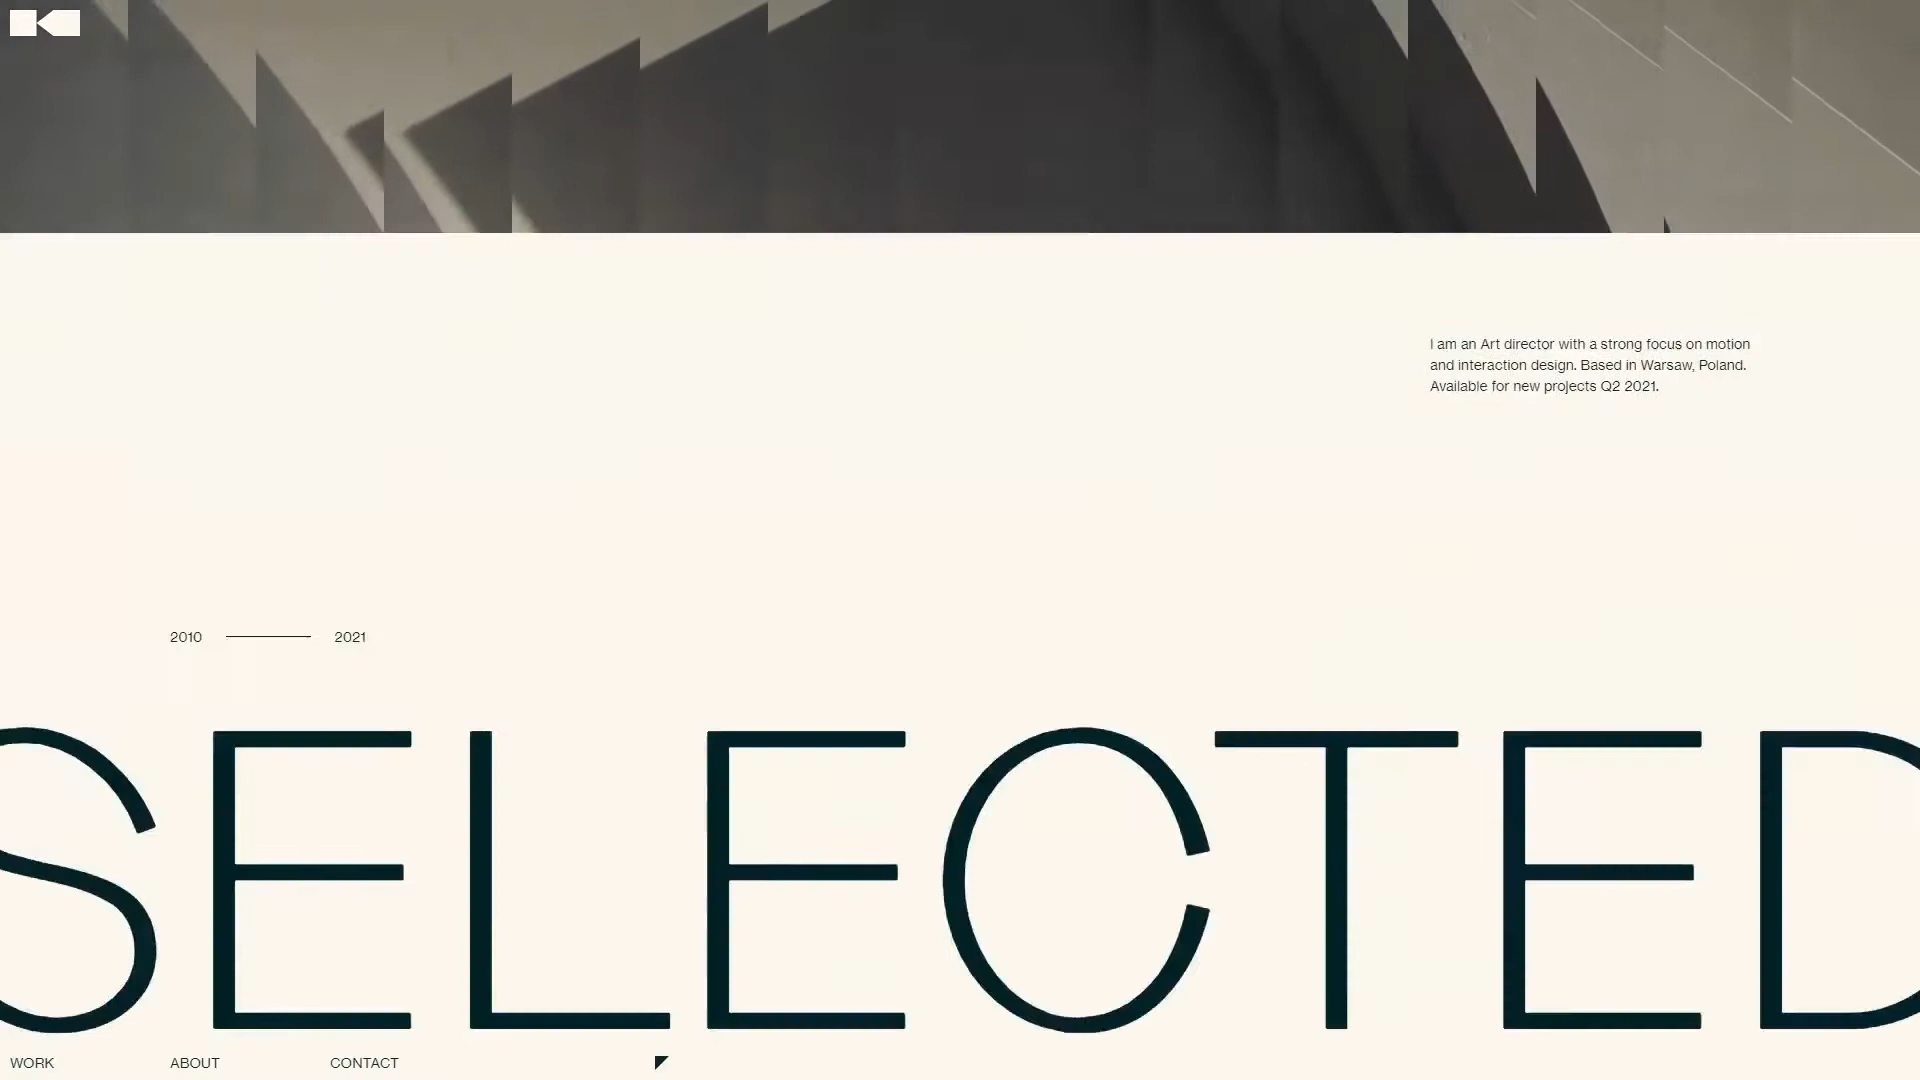 I am an Art director with a strong focus on motion
and interaction design. Based in Warsaw, Poland.
Available for new projects Q2 2021.
2010 2021
SELECTED
WORK ABOUT CONTACT